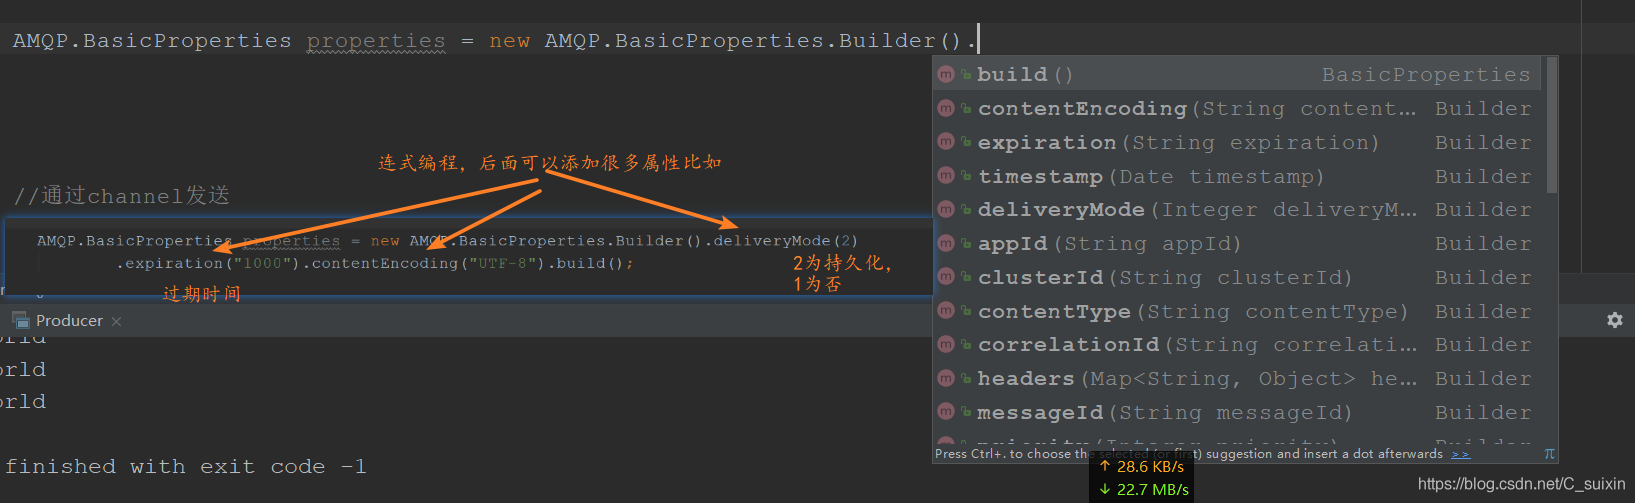 AMQP.BasicProperties properties = new AMQP.BasicProperties.Builder().
build() BasicProperties
contentEncoding(String content... Builder
expiration(String expiration) Builder
timestamp(Date timestamp) Builder
deliveryMode(Integer deliveryM... Builder
appId(String appId) Builder
clusterId(String clusterId) Builder
contentType(String contentType) Builder
correlationId(String correlati... Builder
headers(Map<String, Object> he... Builder
messageId(String messageId) Builder
priority(Integer priority) Builder
Press Ctrl+. to choose the selected (or first) suggestion and insert a dot afterwards >> π
连式编程，后面可以添加很多属性比如
//通过channel发送
AMQP.BasicProperties properties = new AMQP.BasicProperties.Builder().deliveryMode(2)
.expiration("1000").contentEncoding("UTF-8").build();
2为持久化，
1为否
过期时间
Producer
orld
orld
orld
finished with exit code -1
↑ 28.6 KB/s
↓ 22.7 MB/s
https://blog.csdn.net/C_suixin